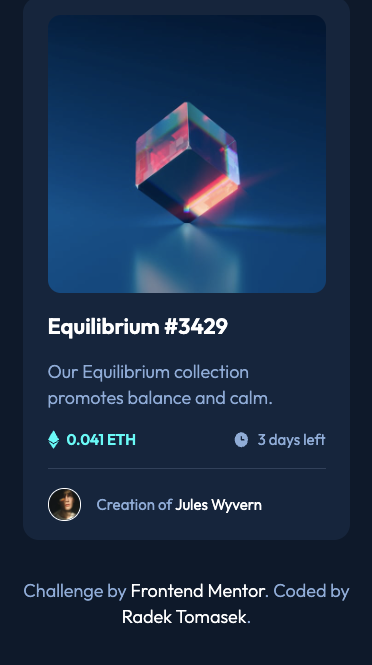 Equilibrium #3429
Our Equilibrium collection
promotes balance and calm.
0.041 ETH
3 days left
Creation of Jules Wyvern
Challenge by Frontend Mentor. Coded by
Radek Tomasek.